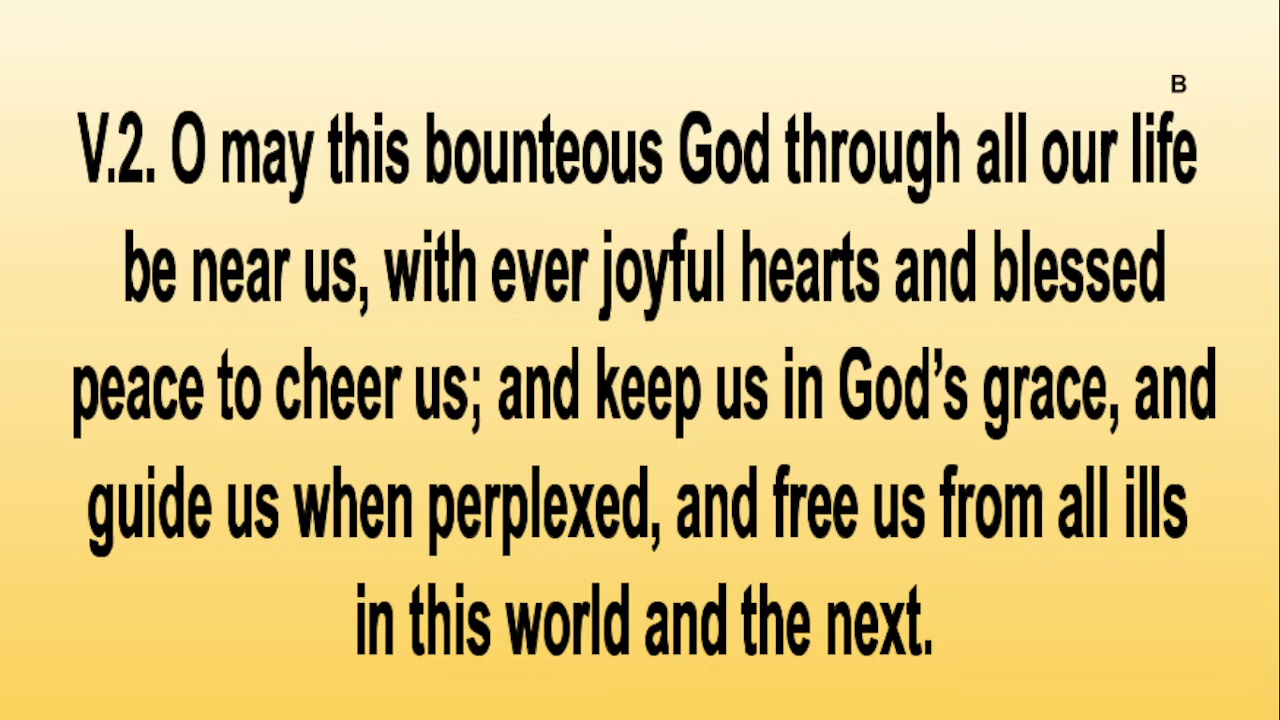 B
V.2. O may this bounteous God through all our life
be near us, with ever joyful hearts and blessed
peace to cheer us; and keep us in God’s grace, and
guide us when perplexed, and free us from all ills
in this world and the next.